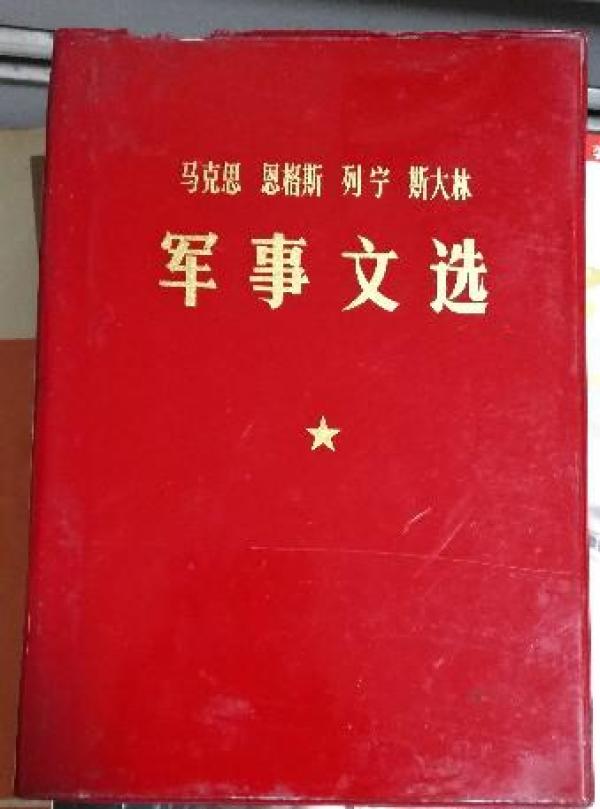 马克思 恩格斯 列宁 斯大林
军事文选